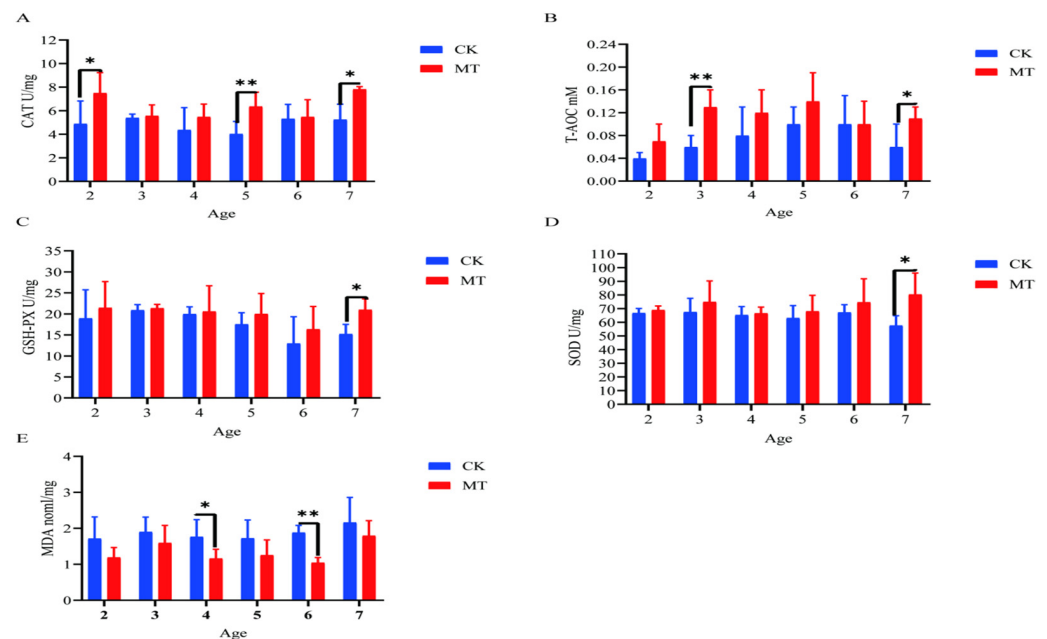 A
CAT U/mg
12
10
8
6
4
2
0
* ** *
2 3 4 5 6 7
Age
CK
MT
B
T-AOC mM
0.24
0.20
0.16
0.12
0.08
0.04
0.00
** *
2 3 4 5 6 7
Age
CK
MT
C
GSH-PX U/mg
35
30
25
20
15
10
5
0
*
2 3 4 5 6 7
Age
CK
MT
D
SOD U/mg
110
100
90
80
70
60
50
40
30
20
10
0
*
2 3 4 5 6 7
Age
CK
MT
E
MDA noml/mg
4
3
2
1
0
* **
2 3 4 5 6 7
Age
CK
MT